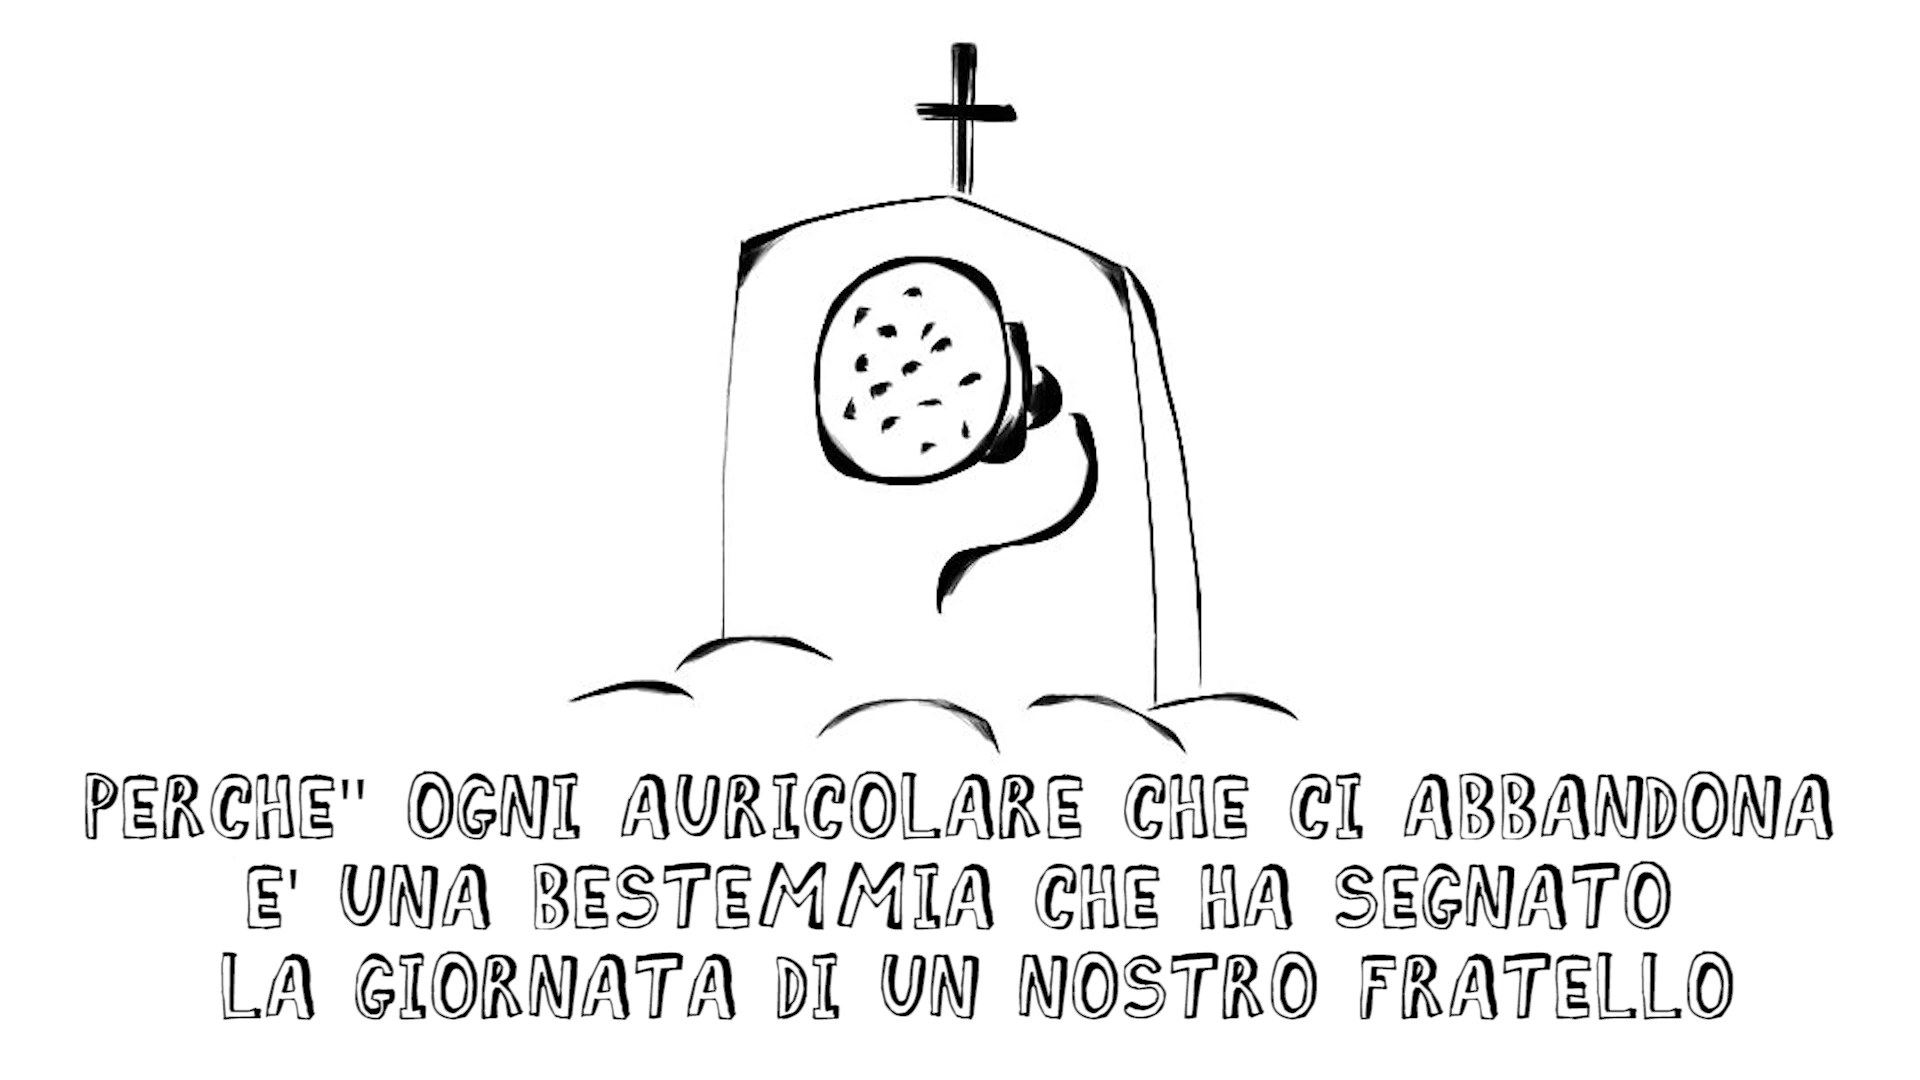 PERCHE" OGNI AURICOLARE CHE CI ABBANDONA
E' UNA BESTEMMIA CHE HA SEGNATO
LA GIORNATA DI UN NOSTRO FRATELLO